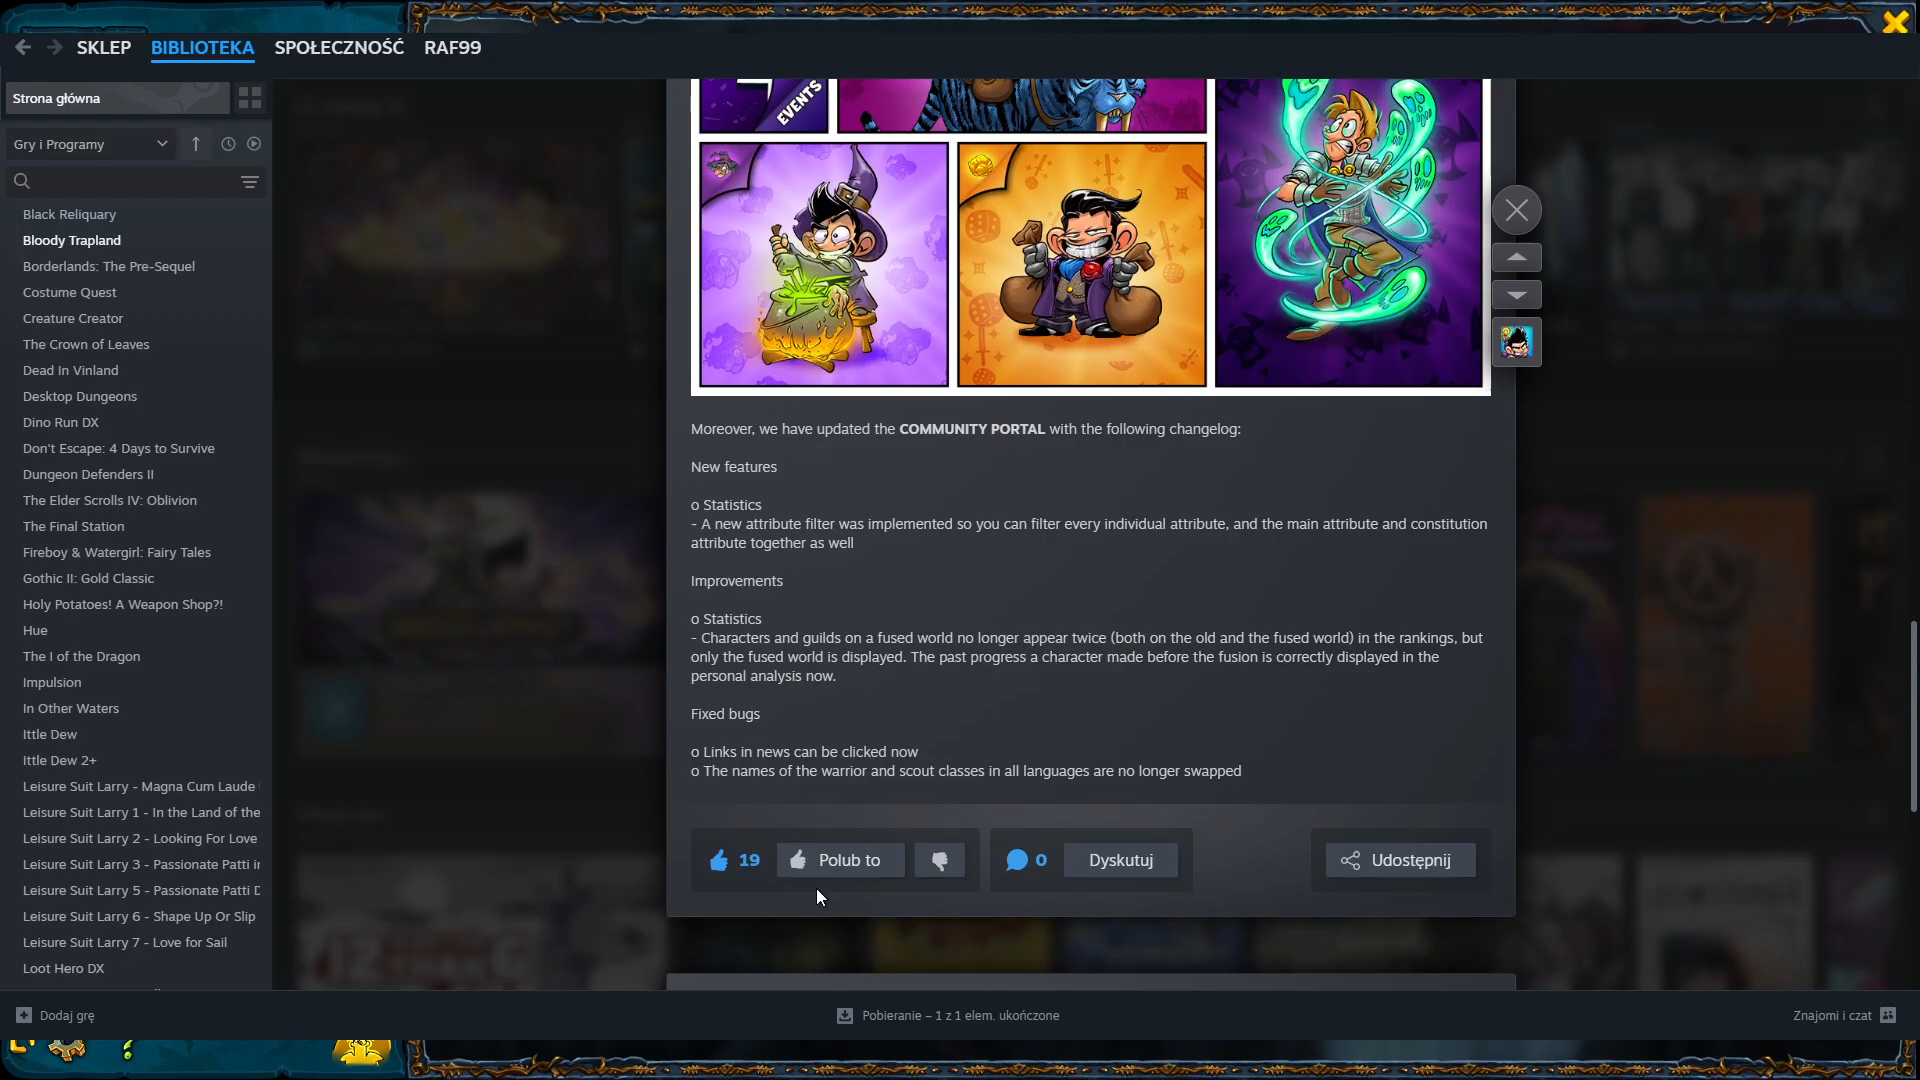 SKLEP BIBLIOTEKA SPOŁECZNOŚĆ RAF99
Strona główna
Gry i Programy
Black Reliquary
Bloody Trapland
Borderlands: The Pre-Sequel
Costume Quest
Creature Creator
The Crown of Leaves
Dead In Vinland
Desktop Dungeons
Dino Run DX
Don't Escape: 4 Days to Survive
Dungeon Defenders II
The Elder Scrolls IV: Oblivion
The Final Station
Fireboy & Watergirl: Fairy Tales
Gothic II: Gold Classic
Holy Potatoes! A Weapon Shop?!
Hue
The I of the Dragon
Impulsion
In Other Waters
Ittle Dew
Ittle Dew 2+
Leisure Suit Larry - Magna Cum Laude
Leisure Suit Larry 1 - In the Land of the
Leisure Suit Larry 2 - Looking For Love
Leisure Suit Larry 3 - Passionate Patti i
Leisure Suit Larry 5 - Passionate Patti D
Leisure Suit Larry 6 - Shape Up Or Slip
Leisure Suit Larry 7 - Love for Sail
Loot Hero DX
EVENTS
Moreover, we have updated the COMMUNITY PORTAL with the following changelog:
New features
o Statistics
- A new attribute filter was implemented so you can filter every individual attribute, and the main attribute and constitution
attribute together as well
Improvements
o Statistics
- Characters and guilds on a fused world no longer appear twice (both on the old and the fused world) in the rankings, but
only the fused world is displayed. The past progress a character made before the fusion is correctly displayed in the
personal analysis now.
Fixed bugs
o Links in news can be clicked now
o The names of the warrior and scout classes in all languages are no longer swapped
19 Polub to 0 Dyskutuj Udostępnij
Dodaj grę
Pobieranie – 1 z 1 elem. ukończone
Znajomi i czat